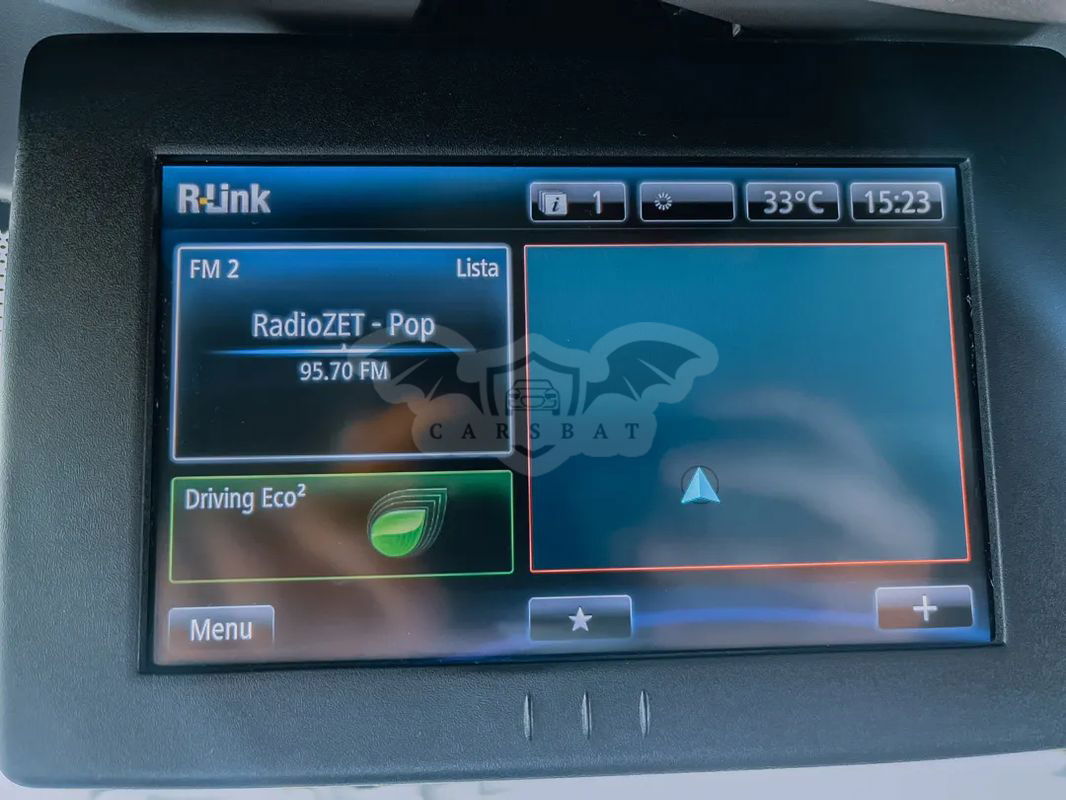 R-Link
i 1
33°C
15:23
FM 2
Lista
RadioZET - Pop
95.70 FM
CARSBAT
Driving Eco²
Menu